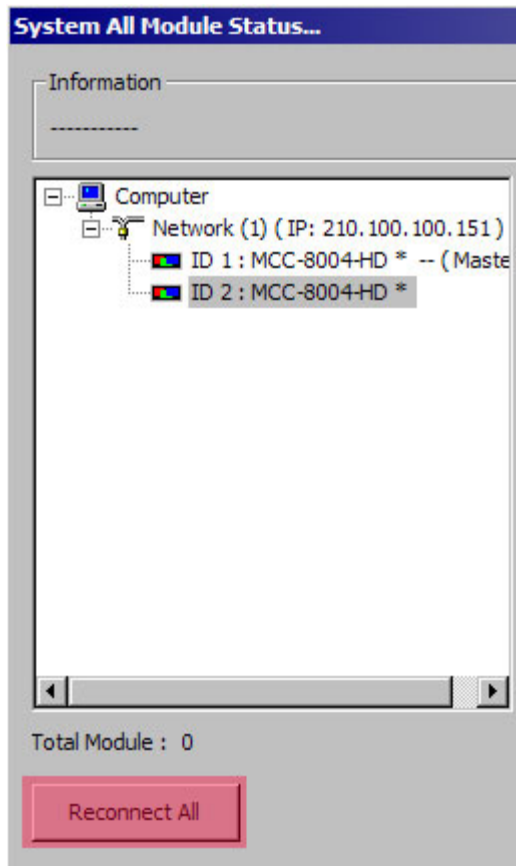 System All Module Status...
Information
-----------
Computer
Network (1) ( IP: 210.100.100.151 )
ID 1 : MCC-8004-HD * -- ( Maste
ID 2 : MCC-8004-HD *
Total Module : 0
Reconnect All